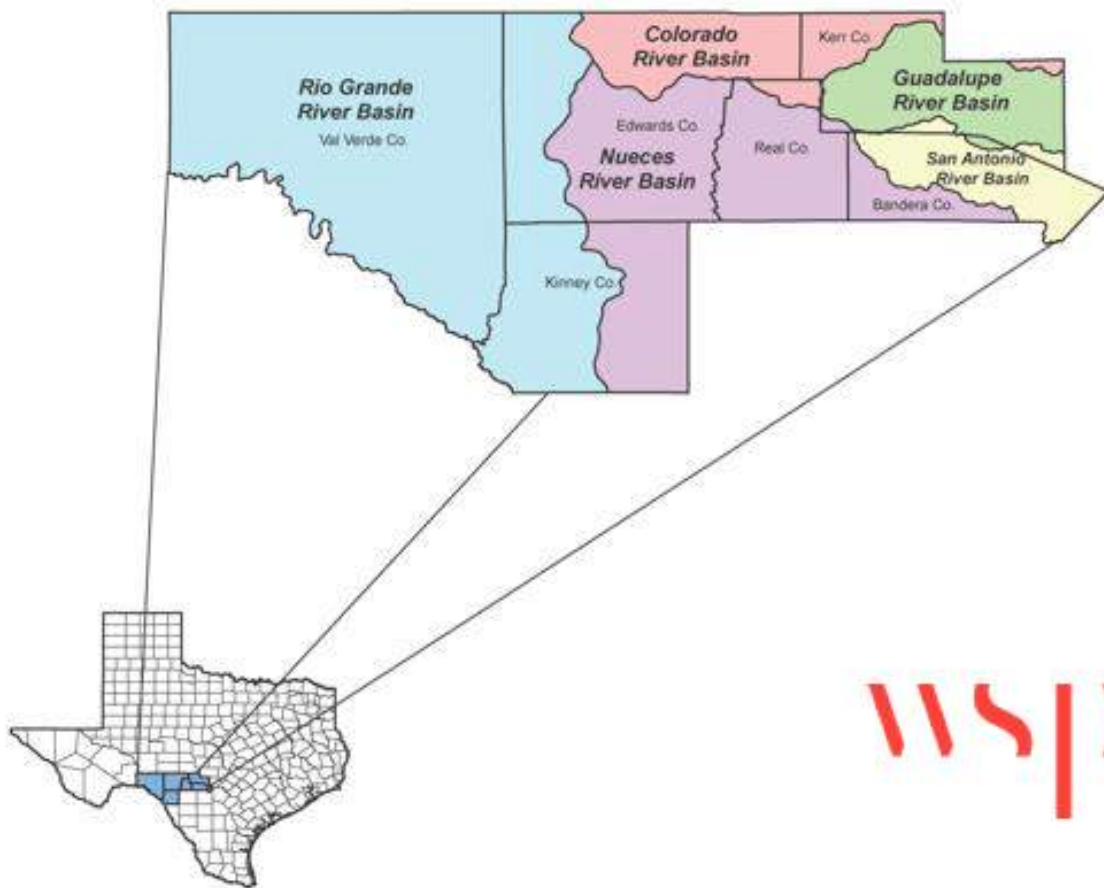 Colorado
River Basin
Kerr Co.
Rio Grande
River Basin
Val Verde Co.
Guadalupe
River Basin
Edwards Co.
Nueces
River Basin
Real Co.
San Antonio
River Basin
Bandera Co.
Kinney Co.
wsp